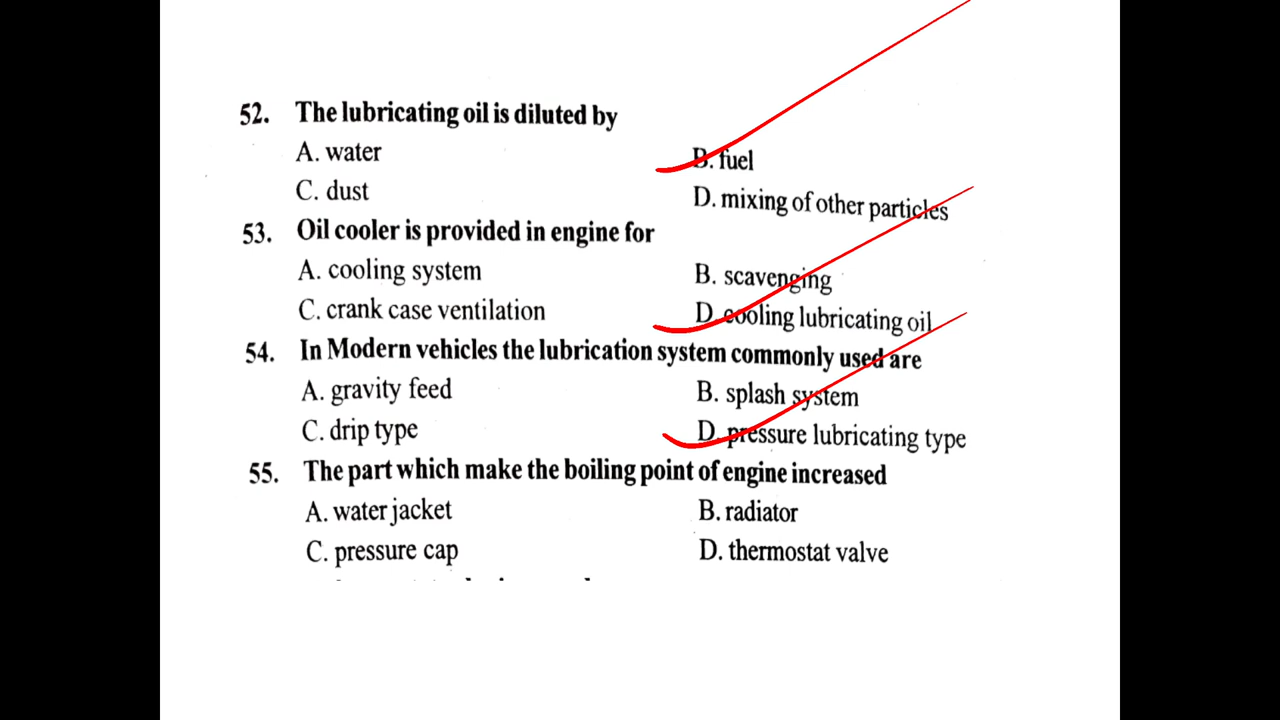 52. The lubricating oil is diluted by
A. water B. fuel
C. dust D. mixing of other particles
53. Oil cooler is provided in engine for
A. cooling system B. scavenging
C. crank case ventilation D. cooling lubricating oil
54. In Modern vehicles the lubrication system commonly used are
A. gravity feed B. splash system
C. drip type D. pressure lubricating type
55. The part which make the boiling point of engine increased
A. water jacket B. radiator
C. pressure cap D. thermostat valve